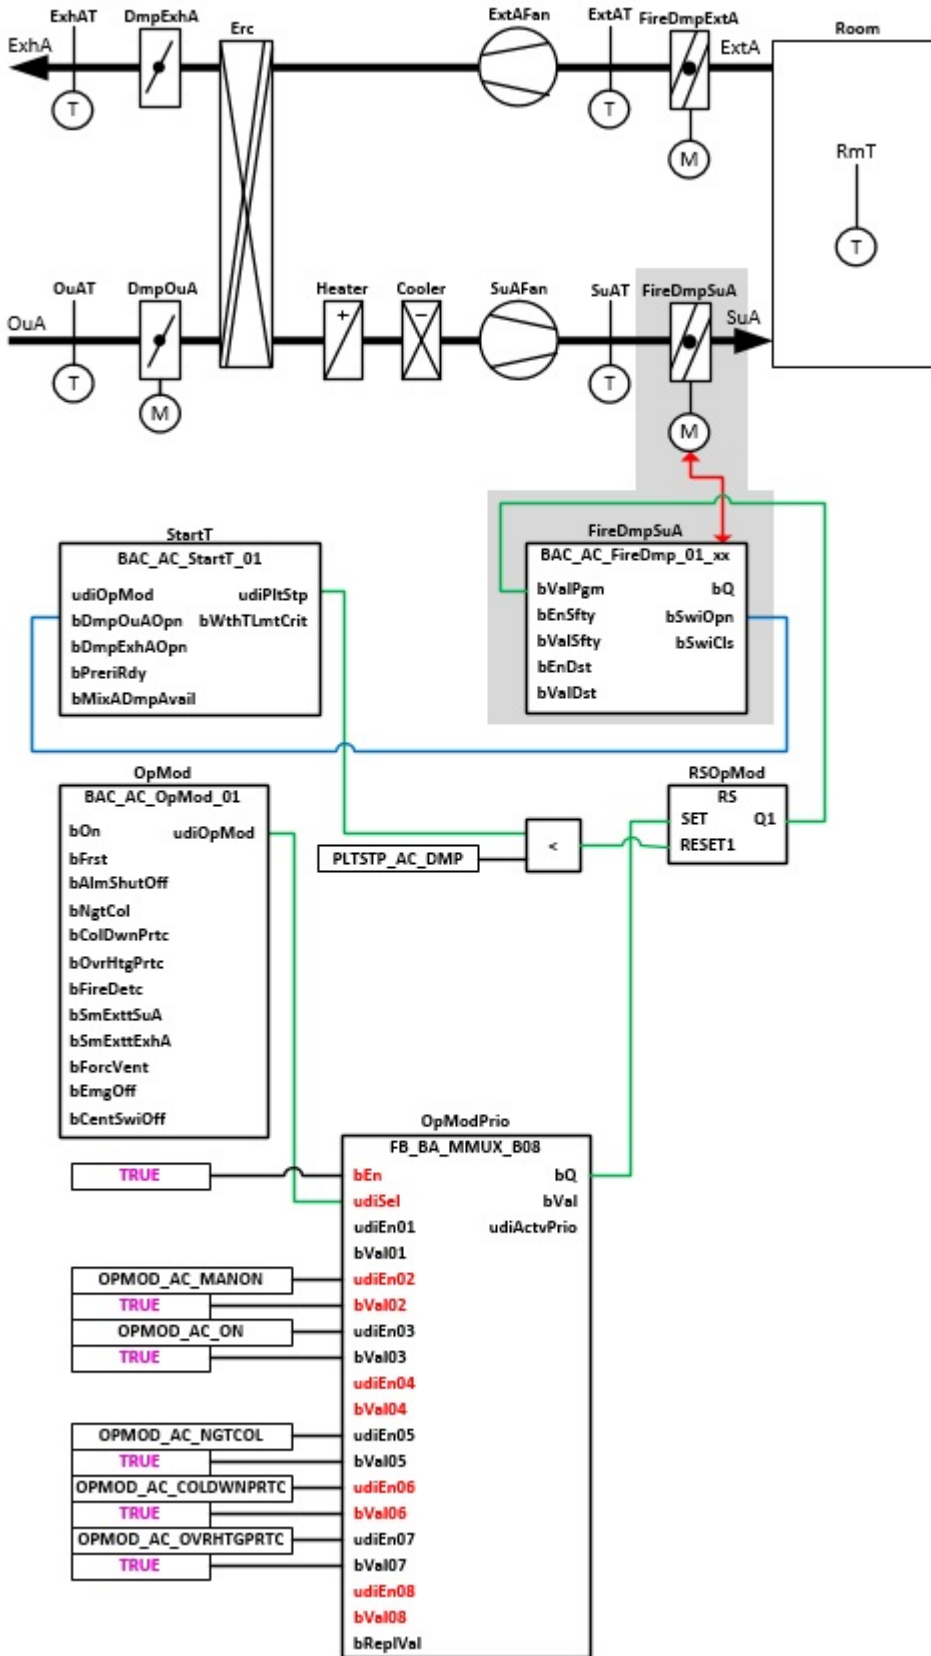 ExhAT DmpExhA Erc ExtAFan ExtAT FireDmpExtA Room
ExhA ExtA
T T
M
RmT
T
OuAT DmpOuA Heater Cooler SuAFan SuAT FireDmpSuA
OuA + − SuA
T T
M M
StartT FireDmpSuA
BAC_AC_StartT_01
udiOpMod udiPltStp
bDmpOuAOpn bWthTLmtCrit
bDmpExhAOpn
bPreriRdy
bMixADmpAvail
BAC_AC_FireDmp_01_xx
bValPgm bQ
bEnSfty bSwiOpn
bValSfty bSwiCls
bEnDst
bValDst
OpMod
BAC_AC_OpMod_01
bOn udiOpMod
bFrst
bAlmShutOff
bNgtCol
bColDwnPrtc
bOvrHtgPrtc
bFireDetc
bSmExttSuA
bSmExttExhA
bForcVent
bEmgOff
bCentSwiOff
PLTSTP_AC_DMP
<
RSOpMod
RS
SET Q1
RESET1
OpModPrio
FB_BA_MMUX_B08
TRUE bEn bQ
udiSel bVal
udiEn01 udiActvPrio
bVal01
OPMOD_AC_MANON udiEn02
TRUE bVal02
OPMOD_AC_ON udiEn03
TRUE bVal03
udiEn04
bVal04
OPMOD_AC_NGTCOL udiEn05
TRUE bVal05
OPMOD_AC_COLDWNPRTC udiEn06
TRUE bVal06
OPMOD_AC_OVRHTGPRTC udiEn07
TRUE bVal07
udiEn08
bVal08
bReplVal